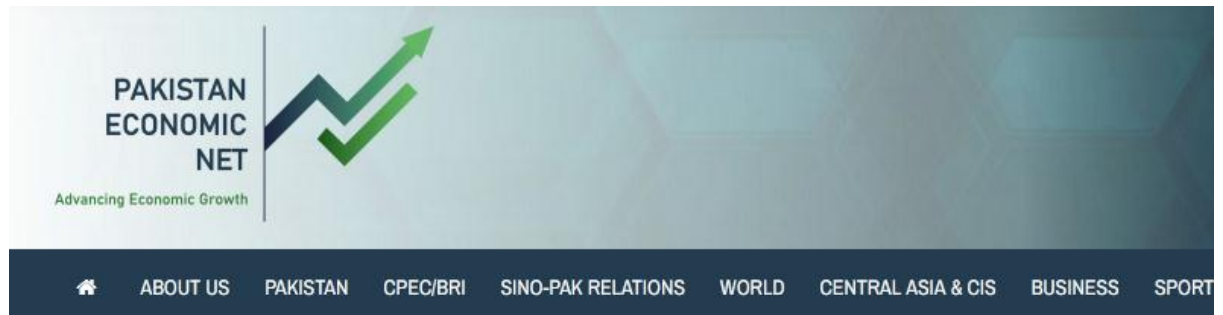 PAKISTAN
ECONOMIC
NET
Advancing Economic Growth
ABOUT US PAKISTAN CPEC/BRI SINO-PAK RELATIONS WORLD CENTRAL ASIA & CIS BUSINESS SPORT